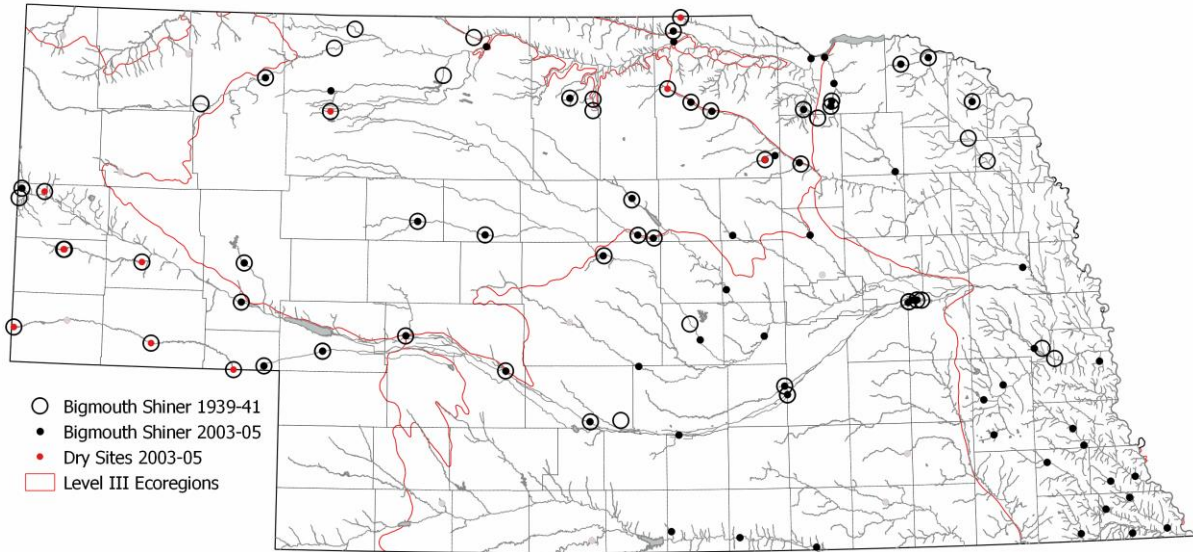 Bigmouth Shiner 1939-41
Bigmouth Shiner 2003-05
Dry Sites 2003-05
Level III Ecoregions